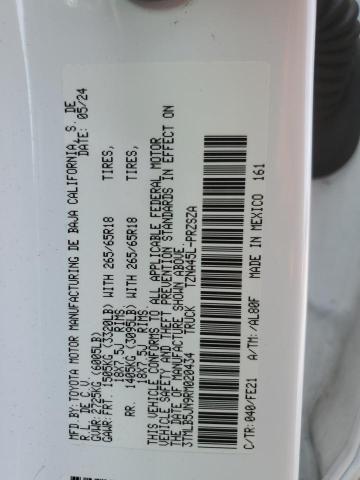 MFD.BY:TOYOTA MOTOR MANUFACTURING DE BAJA CALIFORNIA, S. DE
R. L. DE C.V. DATE: 05/24
GVWR:2725KG (6005LB)
GAWR:FRT. 1505KG (3320LB) WITH 265/65R18 TIRES,
18X7.5J RIMS
RR. 1405KG (3095LB) WITH 265/65R18 TIRES,
18X7.5J RIMS
THIS VEHICLE CONFORMS TO ALL APPLICABLE FEDERAL MOTOR
VEHICLE SAFETY AND THEFT PREVENTION STANDARDS IN EFFECT ON
THE DATE OF MANUFACTURE SHOWN ABOVE.
3TMLB5JN9RM020434 TRUCK TZNA45L-PRZSZA
C/TR:040/FE21 A/TM:/AL80F MADE IN MEXICO 161